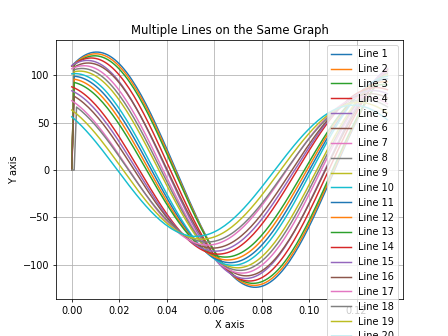 Multiple Lines on the Same Graph
Y axis
100
50
0
−50
−100
0.00
0.02
0.04
0.06
0.08
0.10
X axis
Line 1
Line 2
Line 3
Line 4
Line 5
Line 6
Line 7
Line 8
Line 9
Line 10
Line 11
Line 12
Line 13
Line 14
Line 15
Line 16
Line 17
Line 18
Line 19
Line 20